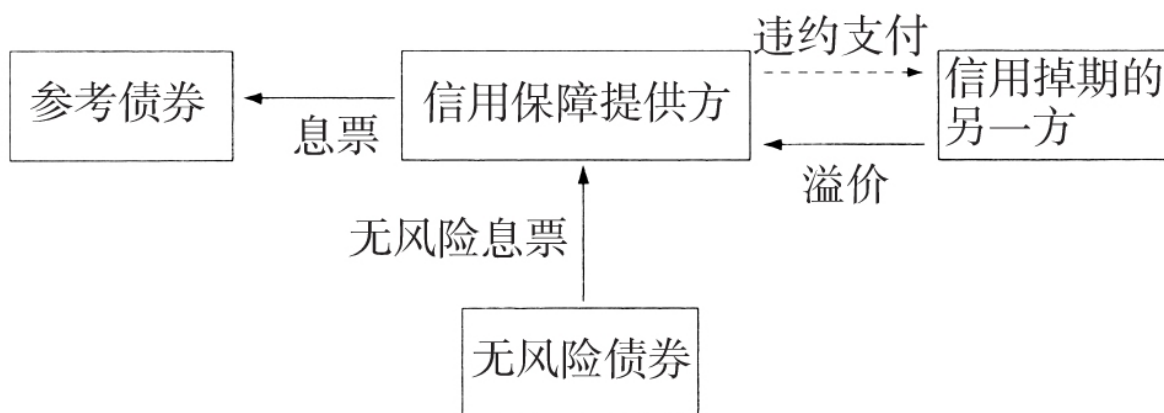 违约支付
参考债券
信用保障提供方
信用掉期的
另一方
息票
溢价
无风险息票
无风险债券